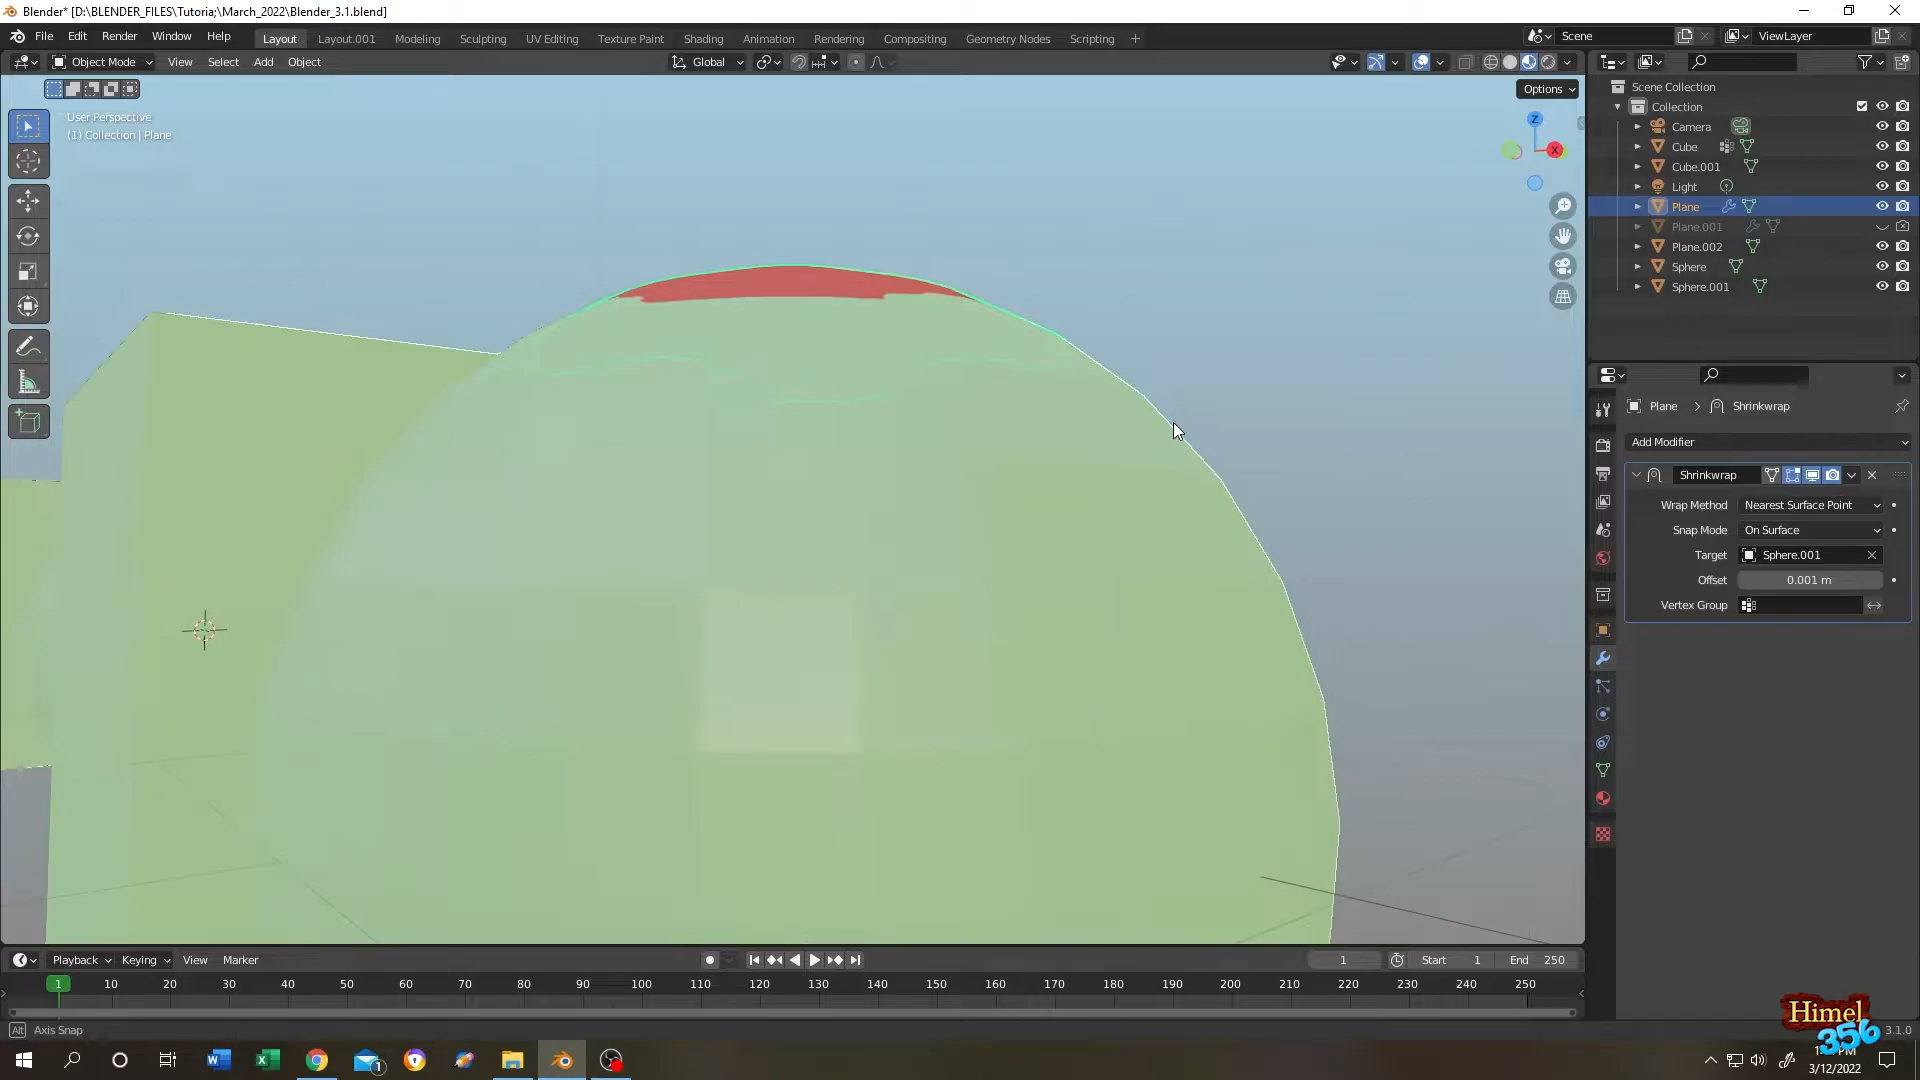 Blender* [D:\BLENDER_FILES\Tutoria;\March_2022\Blender_3.1.blend]
File Edit Render Window Help
Layout Layout.001 Modeling Sculpting UV Editing Texture Paint Shading Animation Rendering Compositing Geometry Nodes Scripting +
Scene
ViewLayer
Object Mode View Select Add Object
Global
Options
User Perspective
(1) Collection | Plane
Z
X
Scene Collection
Collection
Camera
Cube
Cube.001
Light
Plane
Plane.001
Plane.002
Sphere
Sphere.001
Plane > Shrinkwrap
Add Modifier
Shrinkwrap
Wrap Method Nearest Surface Point
Snap Mode On Surface
Target Sphere.001
Offset 0.001 m
Vertex Group
Playback Keying View Marker
1 Start 1 End 250
1 10 20 30 40 50 60 70 80 90 100 110 120 130 140 150 160 170 180 190 200 210 220 230 240 250
Alt Axis Snap
3.1.0
Himel
356
PM
3/12/2022